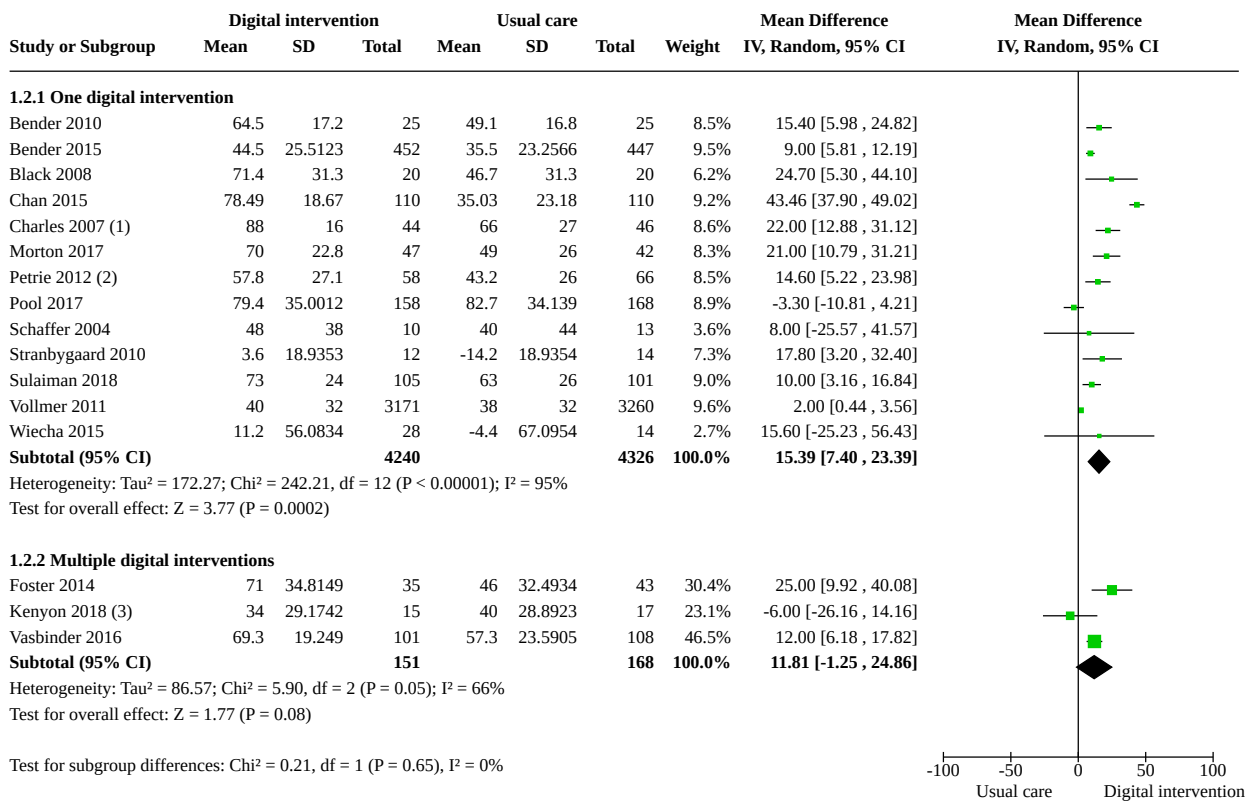 Digital intervention Usual care Mean Difference Mean Difference
Study or Subgroup Mean SD Total Mean SD Total Weight IV, Random, 95% CI IV, Random, 95% CI
1.2.1 One digital intervention
Bender 2010 64.5 17.2 25 49.1 16.8 25 8.5% 15.40 [5.98 , 24.82]
Bender 2015 44.5 25.5123 452 35.5 23.2566 447 9.5% 9.00 [5.81 , 12.19]
Black 2008 71.4 31.3 20 46.7 31.3 20 6.2% 24.70 [5.30 , 44.10]
Chan 2015 78.49 18.67 110 35.03 23.18 110 9.2% 43.46 [37.90 , 49.02]
Charles 2007 (1) 88 16 44 66 27 46 8.6% 22.00 [12.88 , 31.12]
Morton 2017 70 22.8 47 49 26 42 8.3% 21.00 [10.79 , 31.21]
Petrie 2012 (2) 57.8 27.1 58 43.2 26 66 8.5% 14.60 [5.22 , 23.98]
Pool 2017 79.4 35.0012 158 82.7 34.139 168 8.9% -3.30 [-10.81 , 4.21]
Schaffer 2004 48 38 10 40 44 13 3.6% 8.00 [-25.57 , 41.57]
Stranbygaard 2010 3.6 18.9353 12 -14.2 18.9354 14 7.3% 17.80 [3.20 , 32.40]
Sulaiman 2018 73 24 105 63 26 101 9.0% 10.00 [3.16 , 16.84]
Vollmer 2011 40 32 3171 38 32 3260 9.6% 2.00 [0.44 , 3.56]
Wiecha 2015 11.2 56.0834 28 -4.4 67.0954 14 2.7% 15.60 [-25.23 , 56.43]
Subtotal (95% CI) 4240 4326 100.0% 15.39 [7.40 , 23.39]
Heterogeneity: Tau² = 172.27; Chi² = 242.21, df = 12 (P < 0.00001); I² = 95%
Test for overall effect: Z = 3.77 (P = 0.0002)
1.2.2 Multiple digital interventions
Foster 2014 71 34.8149 35 46 32.4934 43 30.4% 25.00 [9.92 , 40.08]
Kenyon 2018 (3) 34 29.1742 15 40 28.8923 17 23.1% -6.00 [-26.16 , 14.16]
Vasbinder 2016 69.3 19.249 101 57.3 23.5905 108 46.5% 12.00 [6.18 , 17.82]
Subtotal (95% CI) 151 168 100.0% 11.81 [-1.25 , 24.86]
Heterogeneity: Tau² = 86.57; Chi² = 5.90, df = 2 (P = 0.05); I² = 66%
Test for overall effect: Z = 1.77 (P = 0.08)
Test for subgroup differences: Chi² = 0.21, df = 1 (P = 0.65), I² = 0%
-100 -50 0 50 100
Usual care Digital intervention